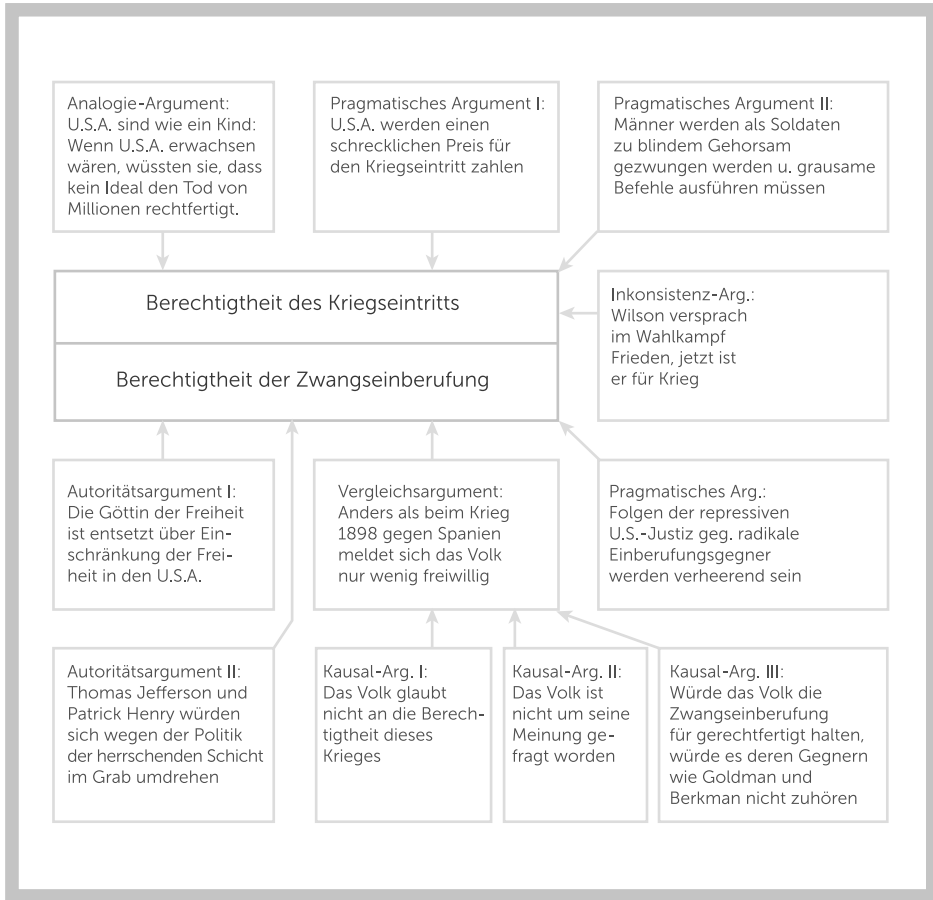 Analogie-Argument:
U.S.A. sind wie ein Kind:
Wenn U.S.A. erwachsen
wären, wüssten sie, dass
kein Ideal den Tod von
Millionen rechtfertigt.
Pragmatisches Argument I:
U.S.A. werden einen
schrecklichen Preis für
den Kriegseintritt zahlen
Pragmatisches Argument II:
Männer werden als Soldaten
zu blindem Gehorsam
gezwungen werden u. grausame
Befehle ausführen müssen
Berechtigtheit des Kriegseintritts
Berechtigtheit der Zwangseinberufung
Inkonsistenz-Arg.:
Wilson versprach
im Wahlkampf
Frieden, jetzt ist
er für Krieg
Autoritätsargument I:
Die Göttin der Freiheit
ist entsetzt über Ein-
schränkung der Frei-
heit in den U.S.A.
Vergleichsargument:
Anders als beim Krieg
1898 gegen Spanien
meldet sich das Volk
nur wenig freiwillig
Pragmatisches Arg.:
Folgen der repressiven
U.S.-Justiz geg. radikale
Einberufungsgegner
werden verheerend sein
Autoritätsargument II:
Thomas Jefferson und
Patrick Henry würden
sich wegen der Politik
der herrschenden Schicht
im Grab umdrehen
Kausal-Arg. I:
Das Volk glaubt
nicht an die Berech-
tigtheit dieses
Krieges
Kausal-Arg. II:
Das Volk ist
nicht um seine
Meinung ge-
fragt worden
Kausal-Arg. III:
Würde das Volk die
Zwangseinberufung
für gerechtfertigt halten,
würde es deren Gegnern
wie Goldman und
Berkman nicht zuhören